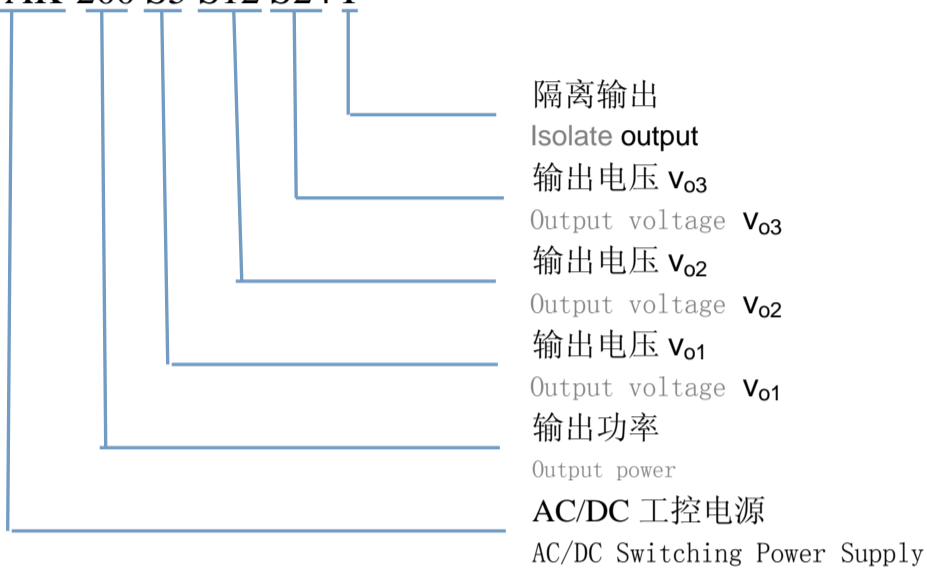 隔离输出
Isolate output
输出电压 Vo3
Output voltage Vo3
输出电压 Vo2
Output voltage Vo2
输出电压 Vo1
Output voltage Vo1
输出功率
Output power
AC/DC 工控电源
AC/DC Switching Power Supply